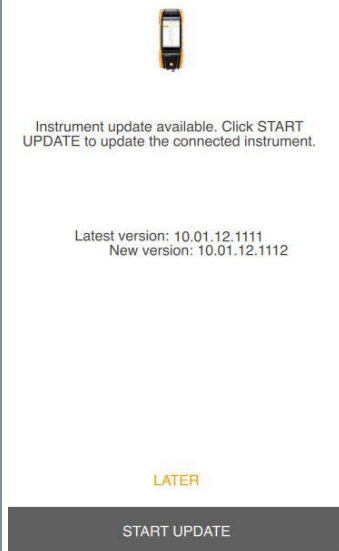 Instrument update available. Click START
UPDATE to update the connected instrument.
Latest version: 10.01.12.1111
New version: 10.01.12.1112
LATER
START UPDATE